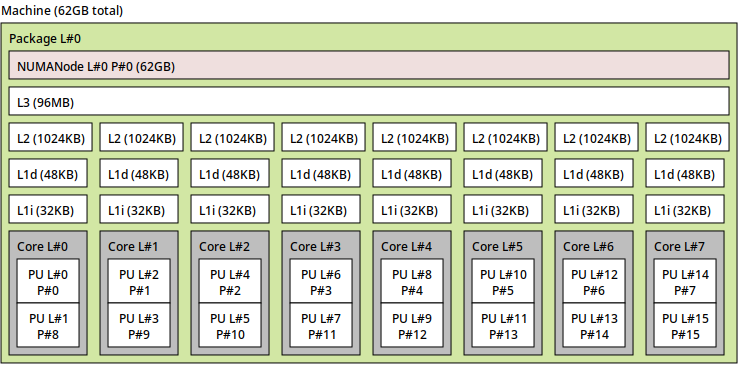 Machine (62GB total)
Package L#0
NUMANode L#0 P#0 (62GB)
L3 (96MB)
L2 (1024KB) L2 (1024KB) L2 (1024KB) L2 (1024KB) L2 (1024KB) L2 (1024KB) L2 (1024KB) L2 (1024KB)
L1d (48KB) L1d (48KB) L1d (48KB) L1d (48KB) L1d (48KB) L1d (48KB) L1d (48KB) L1d (48KB)
L1i (32KB) L1i (32KB) L1i (32KB) L1i (32KB) L1i (32KB) L1i (32KB) L1i (32KB) L1i (32KB)
Core L#0 Core L#1 Core L#2 Core L#3 Core L#4 Core L#5 Core L#6 Core L#7
PU L#0 PU L#2 PU L#4 PU L#6 PU L#8 PU L#10 PU L#12 PU L#14
P#0 P#1 P#2 P#3 P#4 P#5 P#6 P#7
PU L#1 PU L#3 PU L#5 PU L#7 PU L#9 PU L#11 PU L#13 PU L#15
P#8 P#9 P#10 P#11 P#12 P#13 P#14 P#15